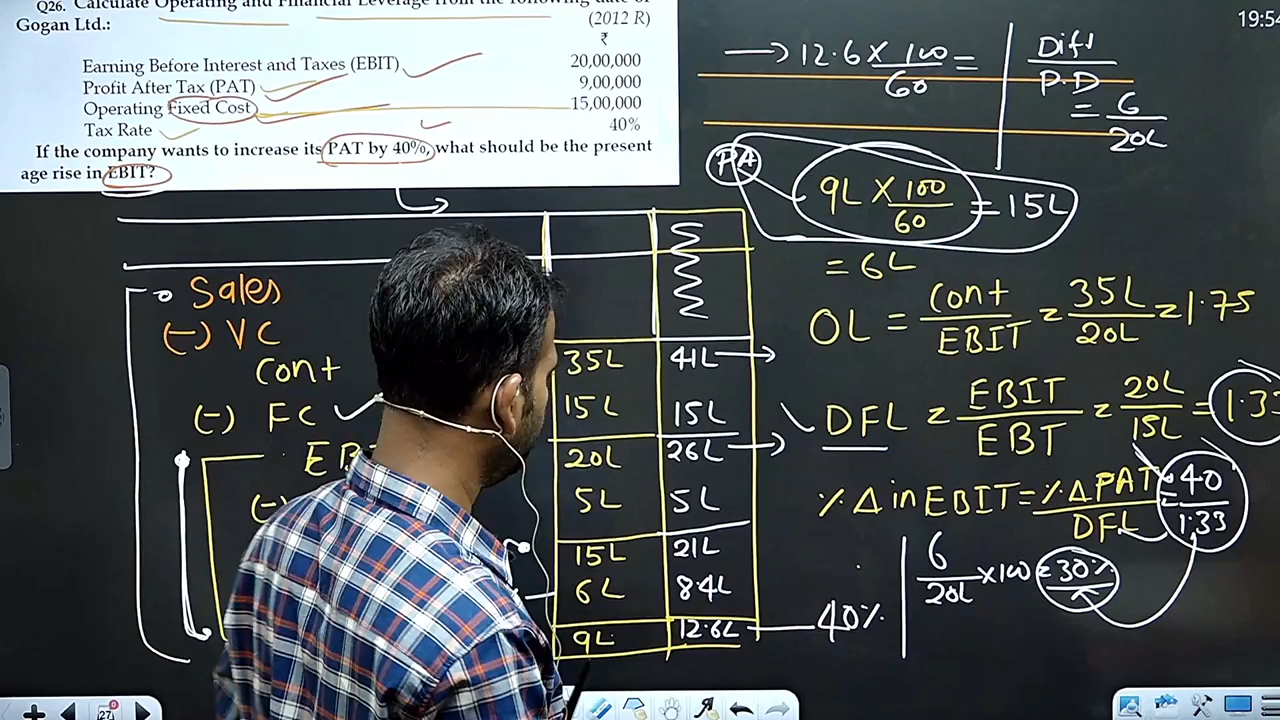 Q26. Calculate Operating and Financial Leverage from the following data of
Gogan Ltd.: (2012 R)
₹
Earning Before Interest and Taxes (EBIT) 20,00,000
Profit After Tax (PAT) 9,00,000
Operating Fixed Cost 15,00,000
Tax Rate 40%
If the company wants to increase its PAT by 40%, what should be the present
age rise in EBIT?
19:54
→ 12.6 × 100/60 =
Diff/P.D
= 6/20L
PA
9L × 100/60 = 15L
= 6L
Sales
(-) VC
Cont 35L 41L
(-) FC 15L 15L
EB 20L 26L
(-) 5L 5L
15L 21L
6L 8.4L
9L 12.6L 40%
OL = Cont/EBIT = 35L/20L = 1.75
DFL = EBIT/EBT = 20L/15L = 1.33
% Δ in EBIT = % Δ PAT/DFL = 40/1.33
6/20L × 100 = 30%
27